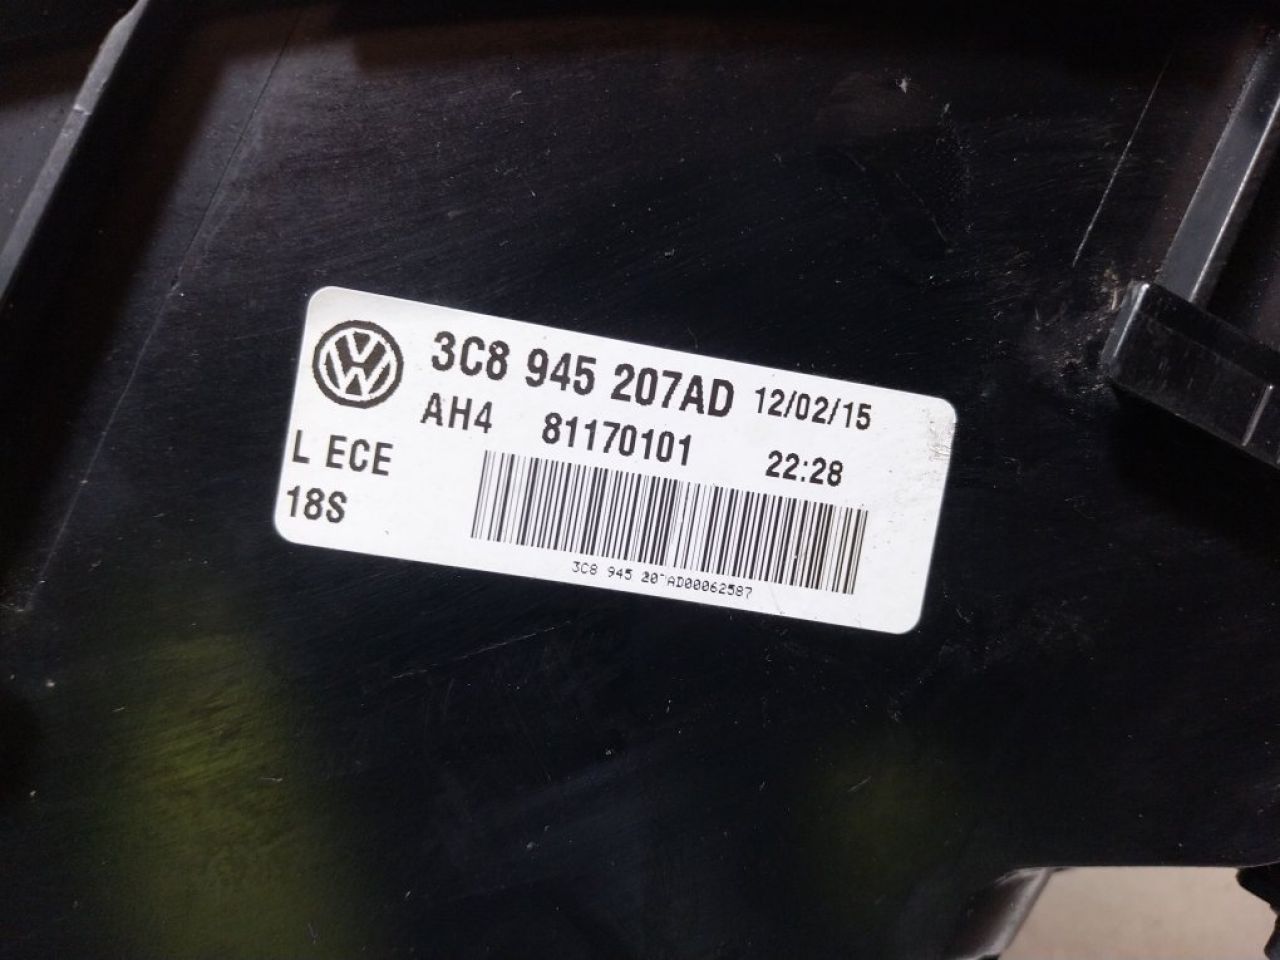 3C8 945 207AD 12/02/15
AH4 81170101 22:28
L ECE
18S
3C8 945 207AD00062587